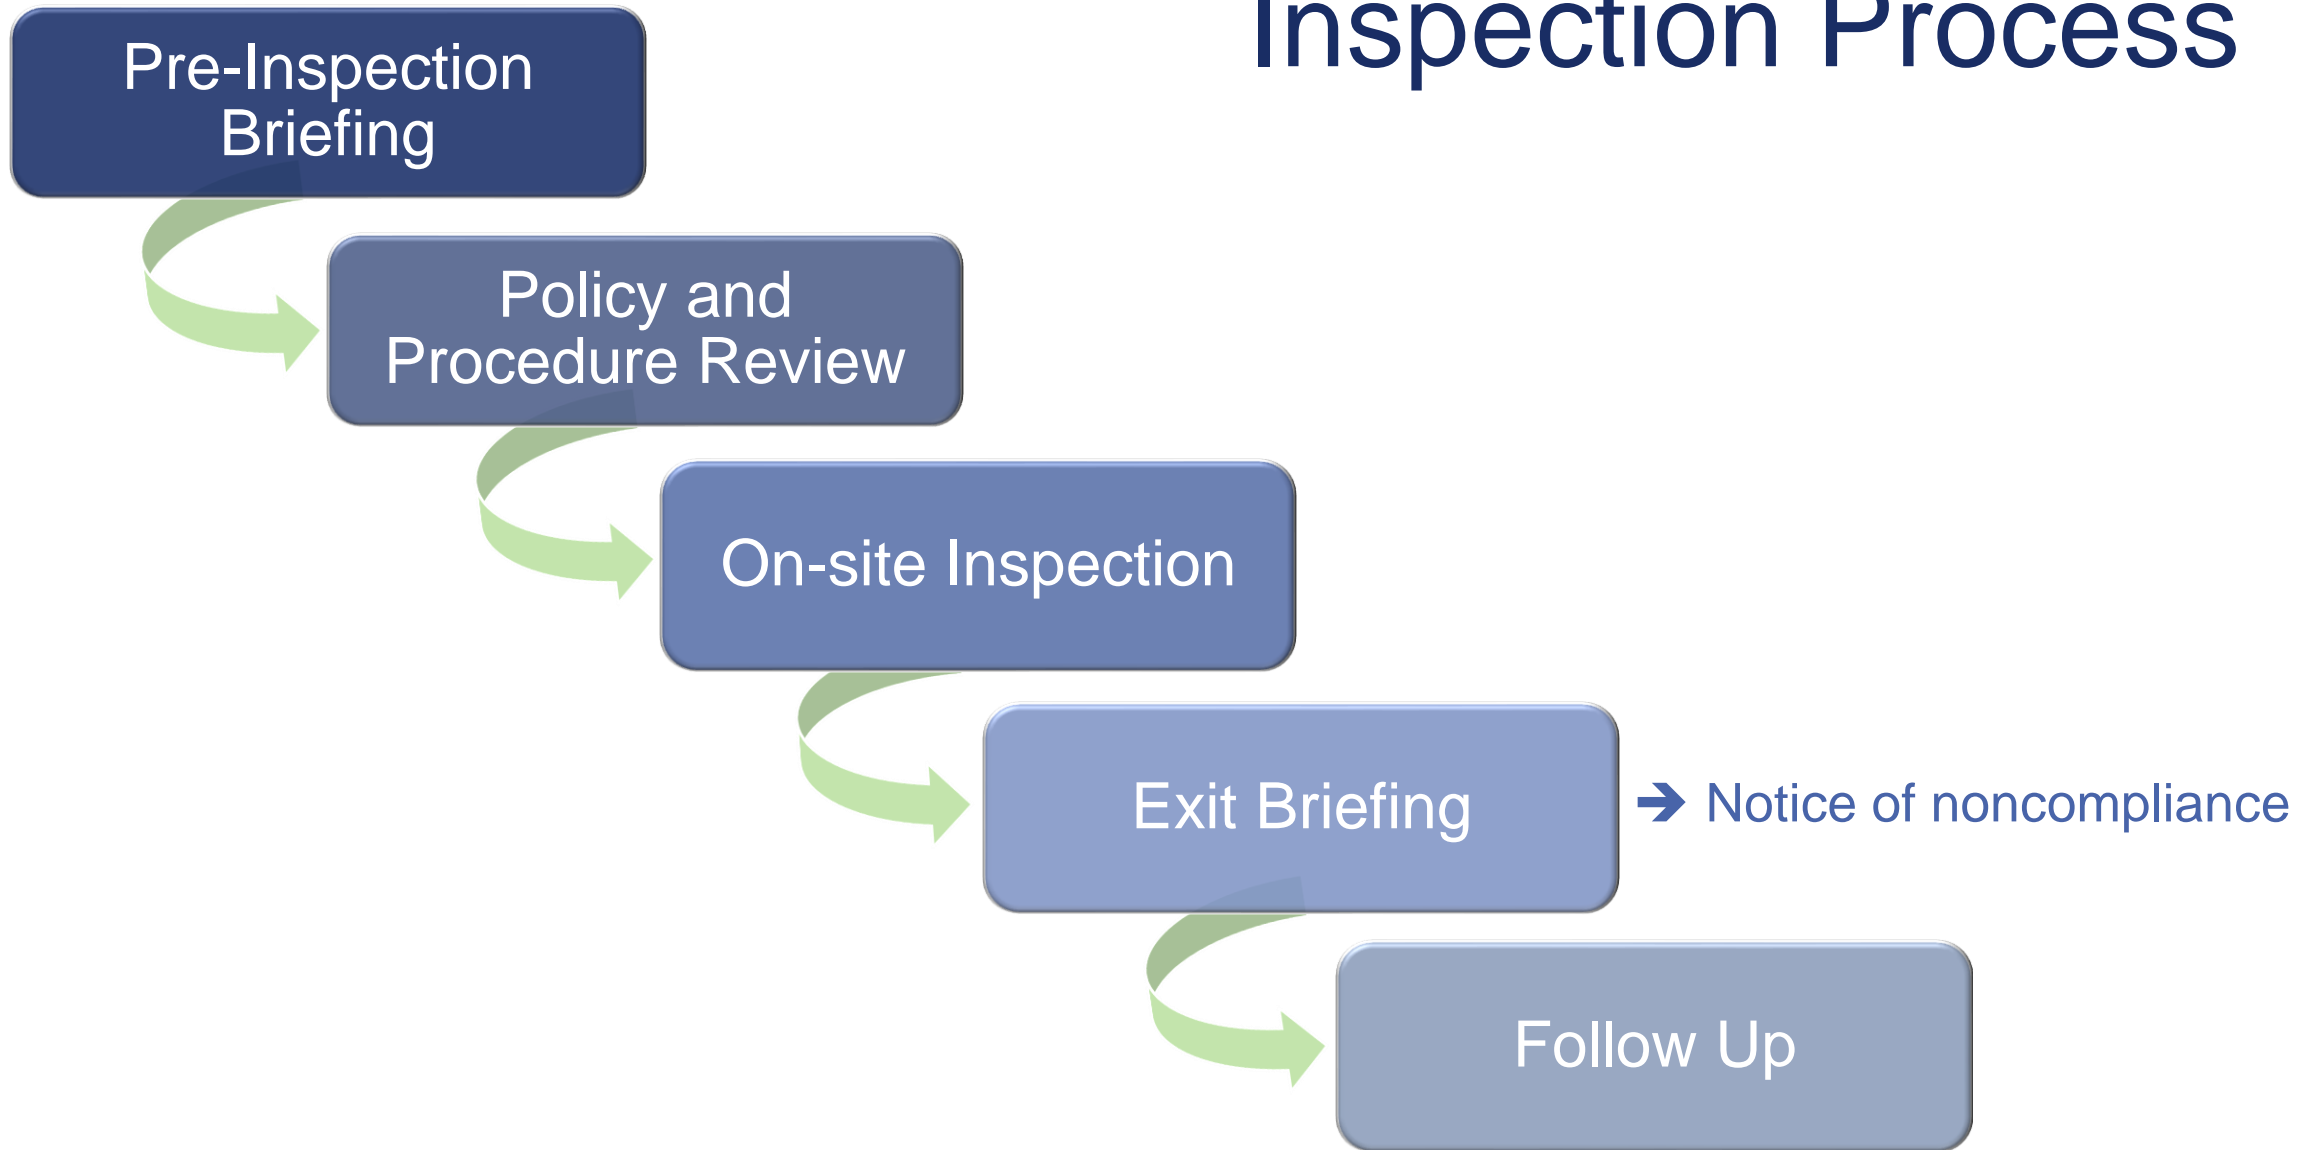 Inspection Process
Pre-Inspection
Briefing
Policy and
Procedure Review
On-site Inspection
Exit Briefing
➔ Notice of noncompliance
Follow Up